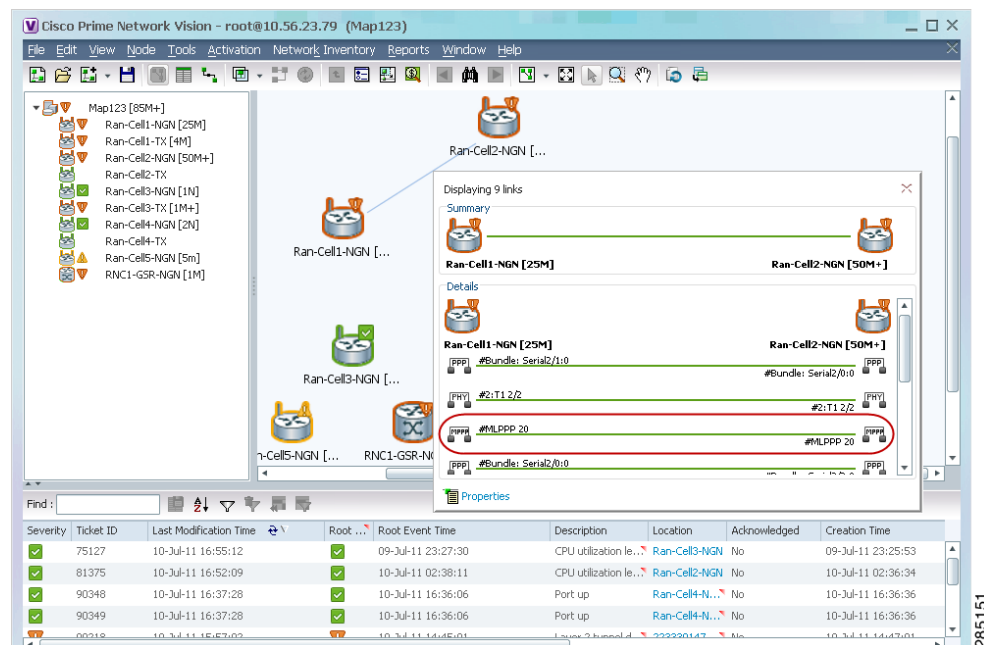 Cisco Prime Network Vision - root@10.56.23.79 (Map123)
File Edit View Node Tools Activation Network Inventory Reports Window Help
Map123 [85M+]
Ran-Cell1-NGN [25M]
Ran-Cell1-TX [4M]
Ran-Cell2-NGN [50M+]
Ran-Cell2-TX
Ran-Cell3-NGN [1N]
Ran-Cell3-TX [1M+]
Ran-Cell4-NGN [2N]
Ran-Cell4-TX
Ran-Cell5-NGN [5m]
RNC1-GSR-NGN [1M]
Ran-Cell2-NGN [...
Ran-Cell1-NGN [...
Ran-Cell3-NGN [...
n-Cell5-NGN [...
RNC1-GSR-NG
Displaying 9 links
Summary
Ran-Cell1-NGN [25M] Ran-Cell2-NGN [50M+]
Details
Ran-Cell1-NGN [25M] Ran-Cell2-NGN [50M+]
PPP #Bundle: Serial2/1:0 PPP
#Bundle: Serial2/0:0
PHY #2:T1 2/2 PHY
#2:T1 2/2
MPPP #MLPPP 20 MPPP
#MLPPP 20
PPP #Bundle: Serial2/0:0 PPP
Properties
Find :
Severity Ticket ID Last Modification Time Root ... Root Event Time Description Location Acknowledged Creation Time
75127 10-Jul-11 16:55:12 09-Jul-11 23:27:30 CPU utilization le... Ran-Cell3-NGN No 09-Jul-11 23:25:53
81375 10-Jul-11 16:52:09 10-Jul-11 02:38:11 CPU utilization le... Ran-Cell2-NGN No 10-Jul-11 02:36:34
90348 10-Jul-11 16:37:28 10-Jul-11 16:36:06 Port up Ran-Cell4-N... No 10-Jul-11 16:36:36
90349 10-Jul-11 16:37:28 10-Jul-11 16:36:06 Port up Ran-Cell4-N... No 10-Jul-11 16:36:36
285151